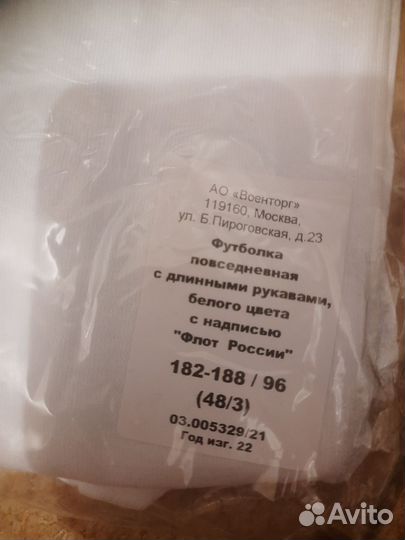 АО «Военторг»
119160, Москва,
ул. Б.Пироговская, д.23
Футболка
повседневная
с длинными рукавами,
белого цвета
с надписью
"Флот России"
182-188 / 96
(48/3)
03.005329/21
Год изг. 22
Avito